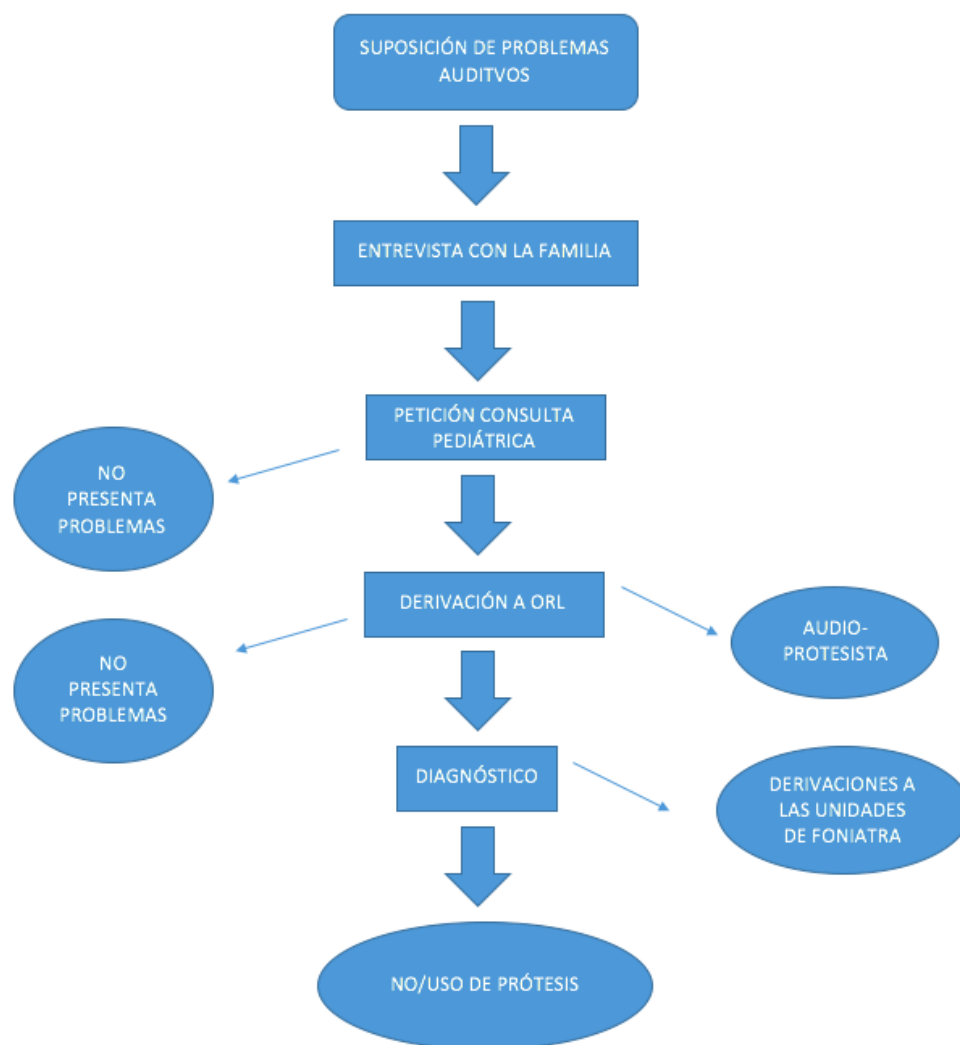 SUPOSICIÓN DE PROBLEMAS
AUDITVOS
ENTREVISTA CON LA FAMILIA
PETICIÓN CONSULTA
PEDIÁTRICA
NO
PRESENTA
PROBLEMAS
DERIVACIÓN A ORL
NO
PRESENTA
PROBLEMAS
AUDIO-
PROTESISTA
DIAGNÓSTICO
DERIVACIONES A
LAS UNIDADES
DE FONIATRA
NO/USO DE PRÓTESIS